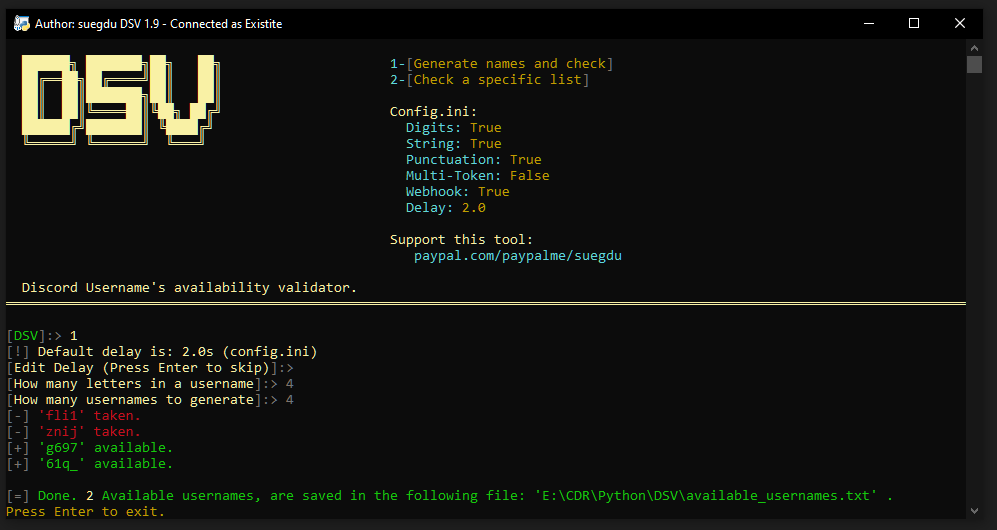 Author: suegdu DSV 1.9 - Connected as Existite
DSV
1-[Generate names and check]
2-[Check a specific list]
Config.ini:
Digits: True
String: True
Punctuation: True
Multi-Token: False
Webhook: True
Delay: 2.0
Support this tool:
paypal.com/paypalme/suegdu
Discord Username's availability validator.
[DSV]:> 1
[!] Default delay is: 2.0s (config.ini)
[Edit Delay (Press Enter to skip)]:>
[How many letters in a username]:> 4
[How many usernames to generate]:> 4
[-] 'fli1' taken.
[-] 'znij' taken.
[+] 'g697' available.
[+] '61q_' available.
[=] Done. 2 Available usernames, are saved in the following file: 'E:\CDR\Python\DSV\available_usernames.txt' .
Press Enter to exit.